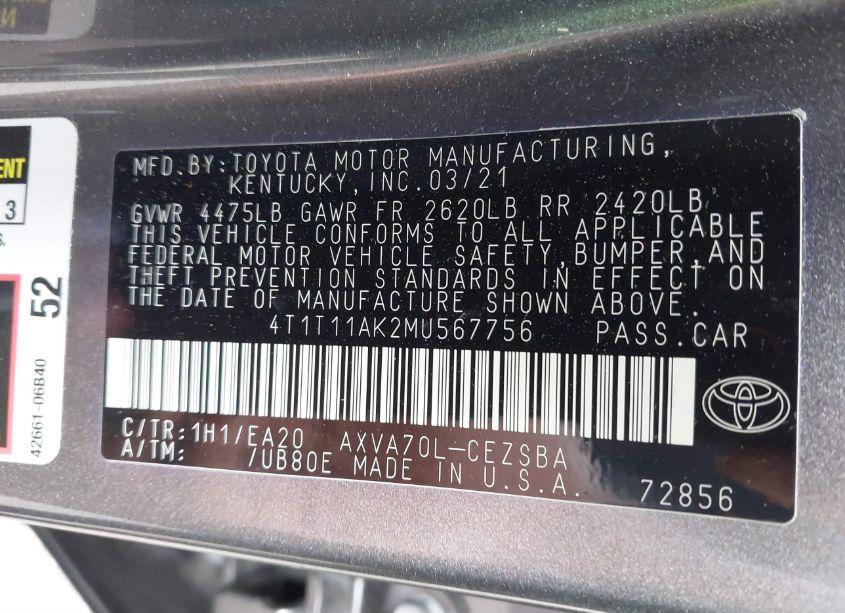 MFD.BY:TOYOTA MOTOR MANUFACTURING,
KENTUCKY,INC.03/21
GVWR 4475LB GAWR FR 2620LB RR 2420LB
THIS VEHICLE CONFORMS TO ALL APPLICABLE
FEDERAL MOTOR VEHICLE SAFETY,BUMPER,AND
THEFT PREVENTION STANDARDS IN EFFECT ON
THE DATE OF MANUFACTURE SHOWN ABOVE.
4T1T11AK2MU567756 PASS.CAR
C/TR:1H1/EA20 AXVA70L-CEZSBA
A/TM: 7UB80E MADE IN U.S.A.
72856
3
S.
52
42661-06B40